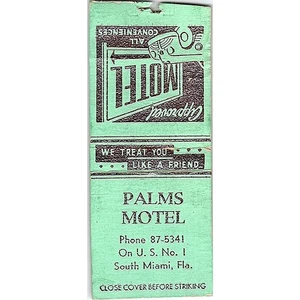 ALL
CONVENIENCES
MOTEL
Approved
WE TREAT YOU
LIKE A FRIEND
PALMS
MOTEL
Phone 87-5341
On U. S. No. 1
South Miami, Fla.
CLOSE COVER BEFORE STRIKING